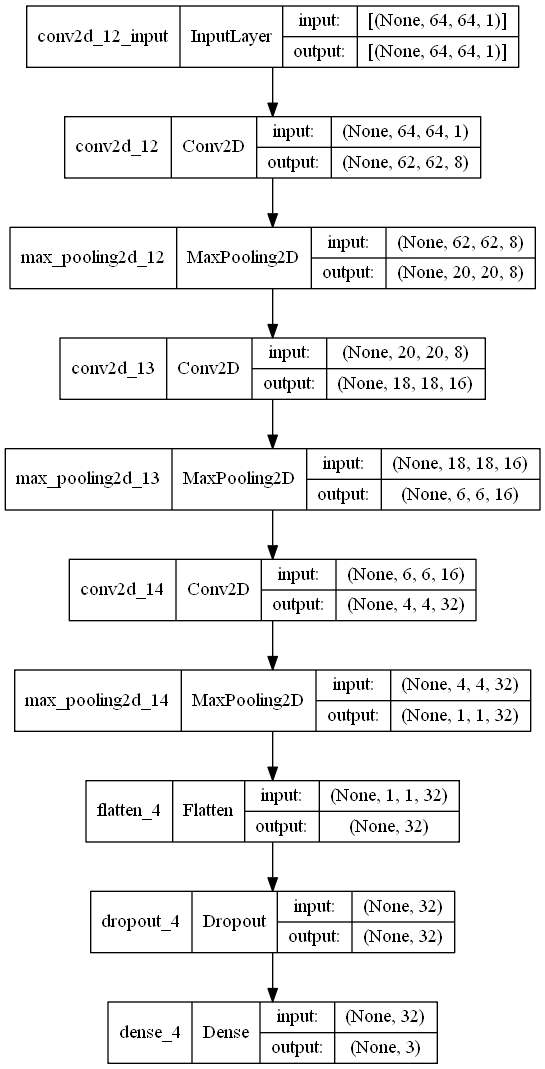 conv2d_12_input InputLayer input: [(None, 64, 64, 1)]
output: [(None, 64, 64, 1)]
conv2d_12 Conv2D input: (None, 64, 64, 1)
output: (None, 62, 62, 8)
max_pooling2d_12 MaxPooling2D input: (None, 62, 62, 8)
output: (None, 20, 20, 8)
conv2d_13 Conv2D input: (None, 20, 20, 8)
output: (None, 18, 18, 16)
max_pooling2d_13 MaxPooling2D input: (None, 18, 18, 16)
output: (None, 6, 6, 16)
conv2d_14 Conv2D input: (None, 6, 6, 16)
output: (None, 4, 4, 32)
max_pooling2d_14 MaxPooling2D input: (None, 4, 4, 32)
output: (None, 1, 1, 32)
flatten_4 Flatten input: (None, 1, 1, 32)
output: (None, 32)
dropout_4 Dropout input: (None, 32)
output: (None, 32)
dense_4 Dense input: (None, 32)
output: (None, 3)